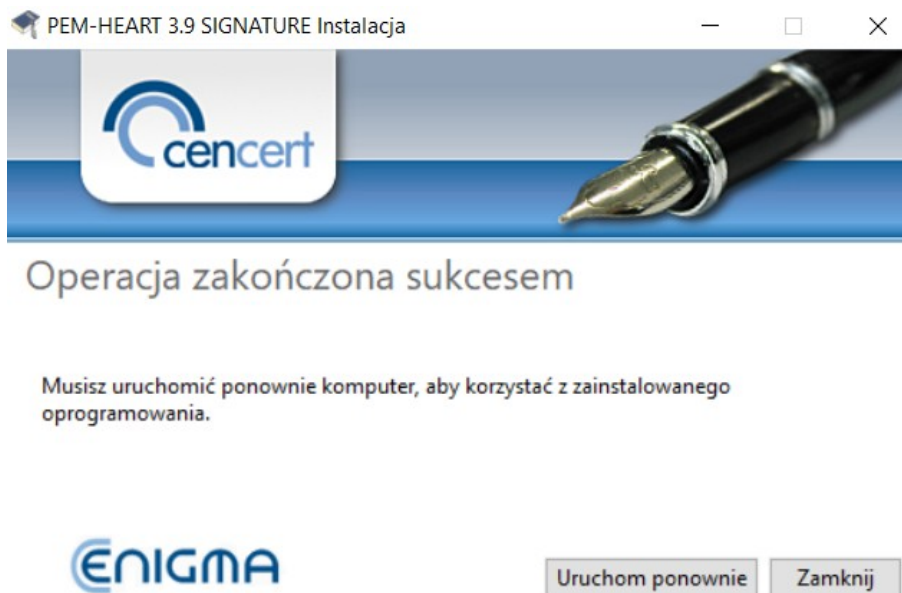 PEM-HEART 3.9 SIGNATURE Instalacja
cencert
Operacja zakończona sukcesem
Musisz uruchomić ponownie komputer, aby korzystać z zainstalowanego
oprogramowania.
ENIGMA
Uruchom ponownie
Zamknij